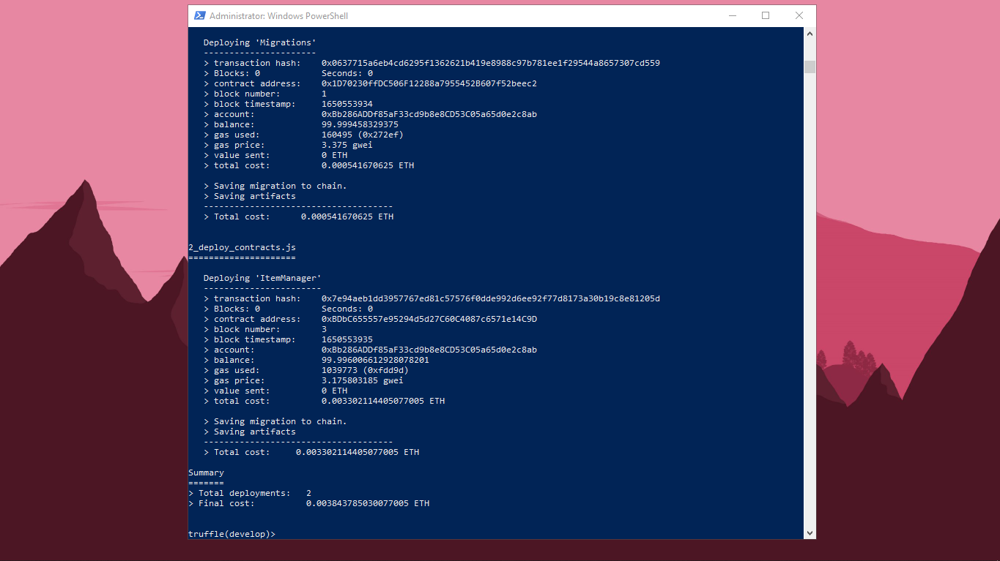 Administrator: Windows PowerShell
Deploying 'Migrations'
----------------------
> transaction hash:    0x0637715a6eb4cd6295f1362621b419e8988c97b781ee1f29544a8657307cd559
> Blocks: 0            Seconds: 0
> contract address:    0x1D70230ffDC506F12288a7955452B607f52beec2
> block number:        1
> block timestamp:     1650553934
> account:             0xBb286ADDf85aF33cd9b8e8CD53C05a65d0e2c8ab
> balance:             99.999458329375
> gas used:            160495 (0x272ef)
> gas price:           3.375 gwei
> value sent:          0 ETH
> total cost:          0.000541670625 ETH
> Saving migration to chain.
> Saving artifacts
-------------------------------------
> Total cost:      0.000541670625 ETH
2_deploy_contracts.js
=====================
Deploying 'ItemManager'
-----------------------
> transaction hash:    0x7e94aeb1dd3957767ed81c57576f0dde992d6ee92f77d8173a30b19c8e81205d
> Blocks: 0            Seconds: 0
> contract address:    0xBDbC655557e95294d5d27C60C4087c6571e14C9D
> block number:        3
> block timestamp:     1650553935
> account:             0xBb286ADDf85aF33cd9b8e8CD53C05a65d0e2c8ab
> balance:             99.996006612928078201
> gas used:            1039773 (0xfdd9d)
> gas price:           3.175803185 gwei
> value sent:          0 ETH
> total cost:          0.003302114405077005 ETH
> Saving migration to chain.
> Saving artifacts
-------------------------------------
> Total cost:     0.003302114405077005 ETH
Summary
=======
> Total deployments:   2
> Final cost:          0.003843785030077005 ETH
truffle(develop)>